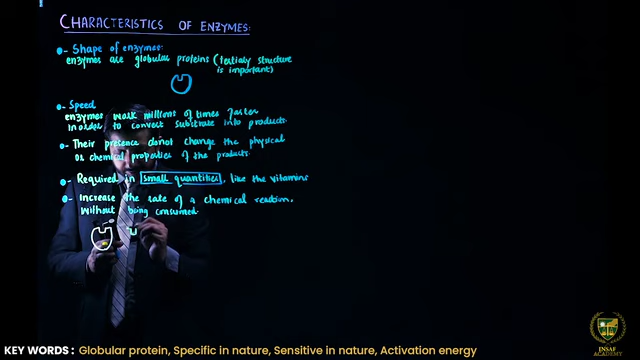 CHARACTERISTICS OF ENZYMES:
- Shape of enzymes:
enzymes are globular proteins (tertiary structure
is important)
- Speed
enzymes work millions of times faster
in order to convert substrate into products.
- Their presence donot change the physical
or chemical properties of the products.
- Required in small quantities, like the vitamins
- Increase the rate of a chemical reaction,
without being consumed.
KEY WORDS : Globular protein, Specific in nature, Sensitive in nature, Activation energy
INSAF
ACADEMY